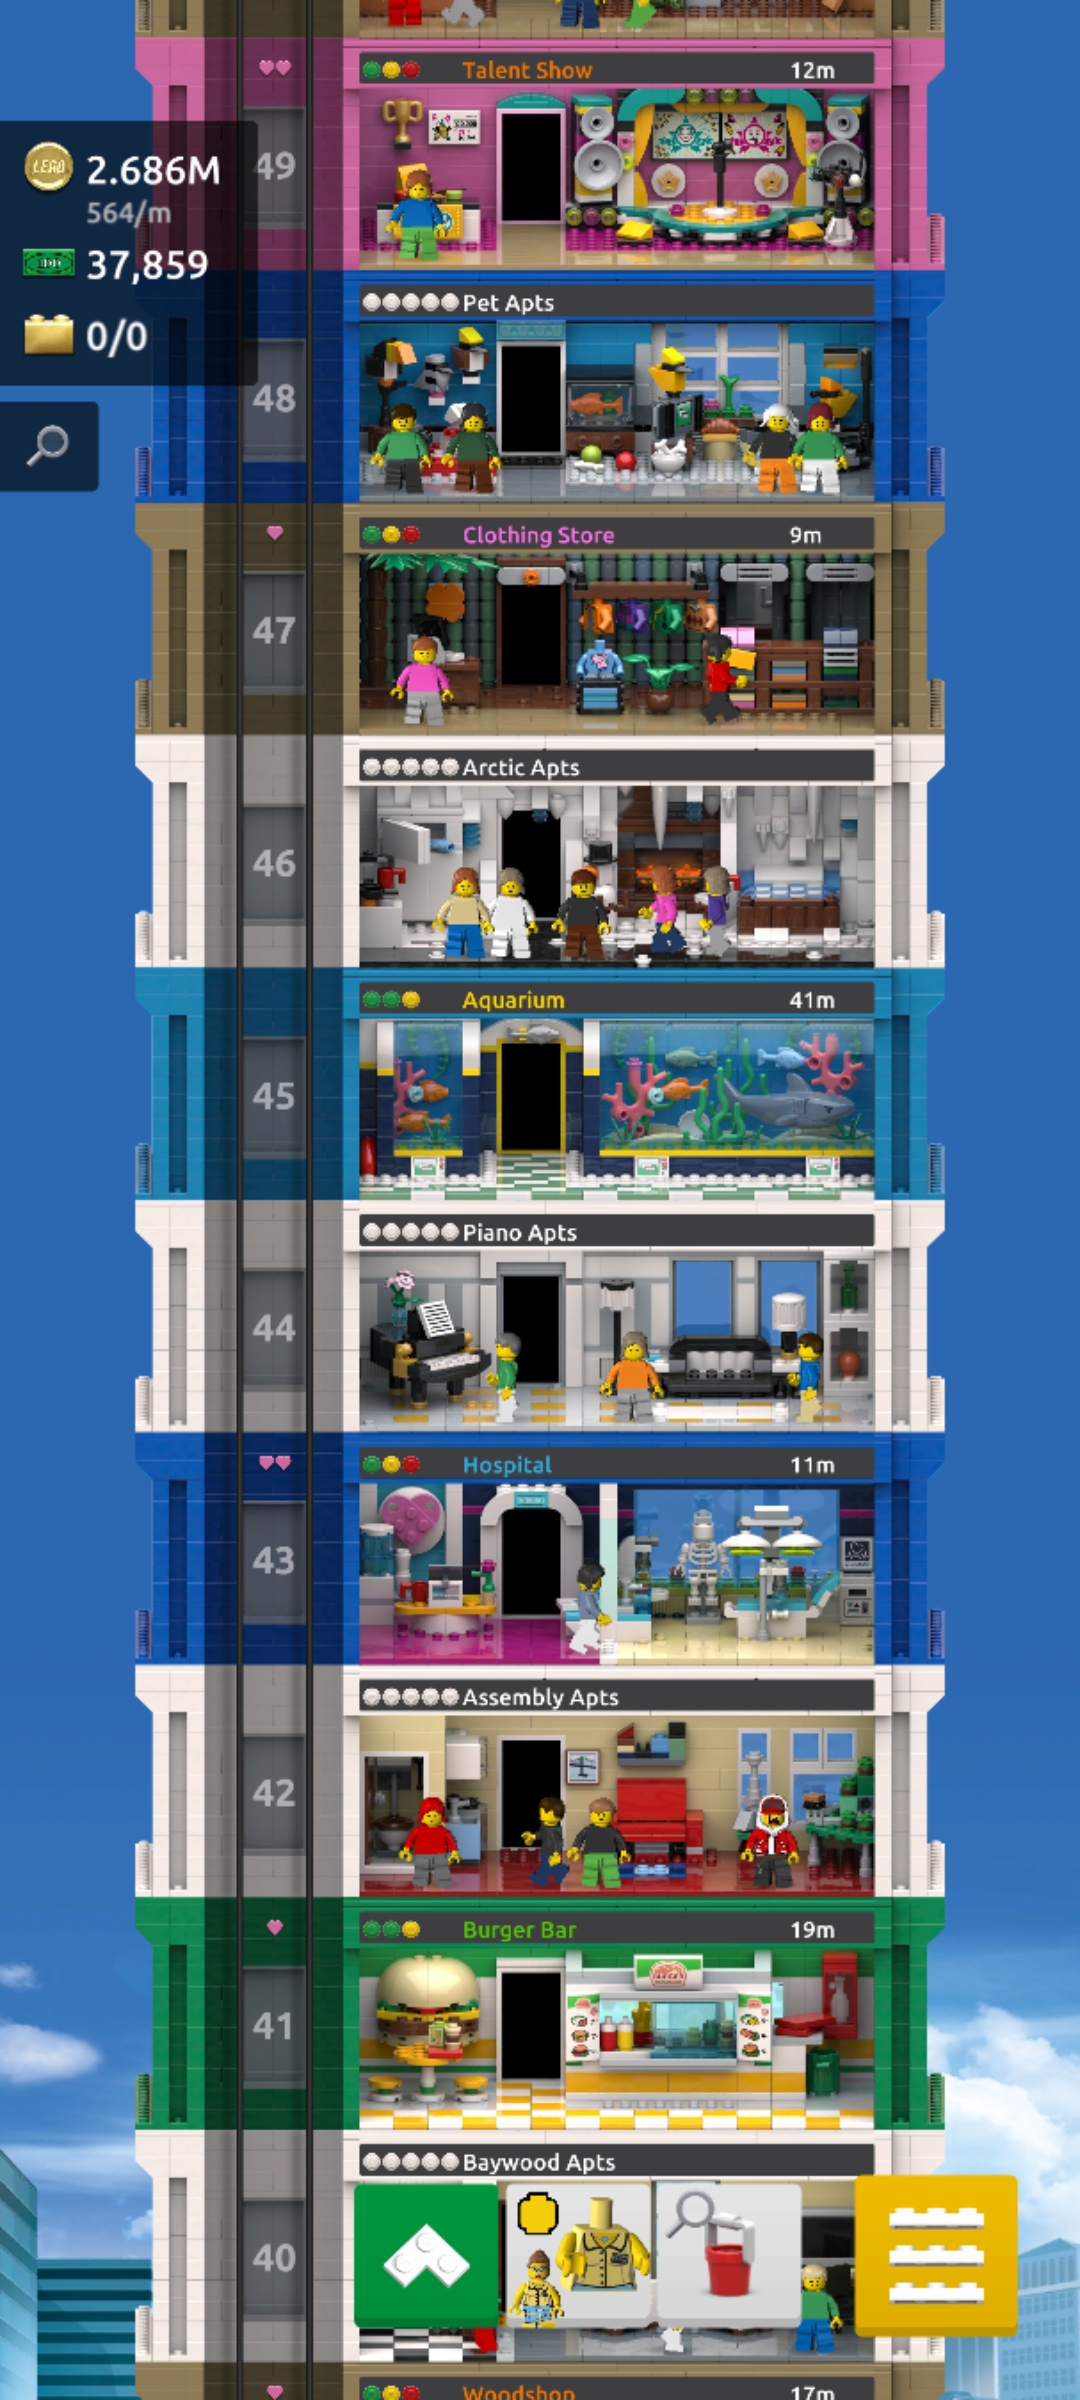 Talent Show 12m
49
LEGO 2.686M
564/m
37,859
0/0
Pet Apts
48
Clothing Store 9m
47
Arctic Apts
46
Aquarium 41m
45
Piano Apts
44
Hospital 11m
43
Assembly Apts
42
Burger Bar 19m
41
Baywood Apts
40
Woodshop 17m